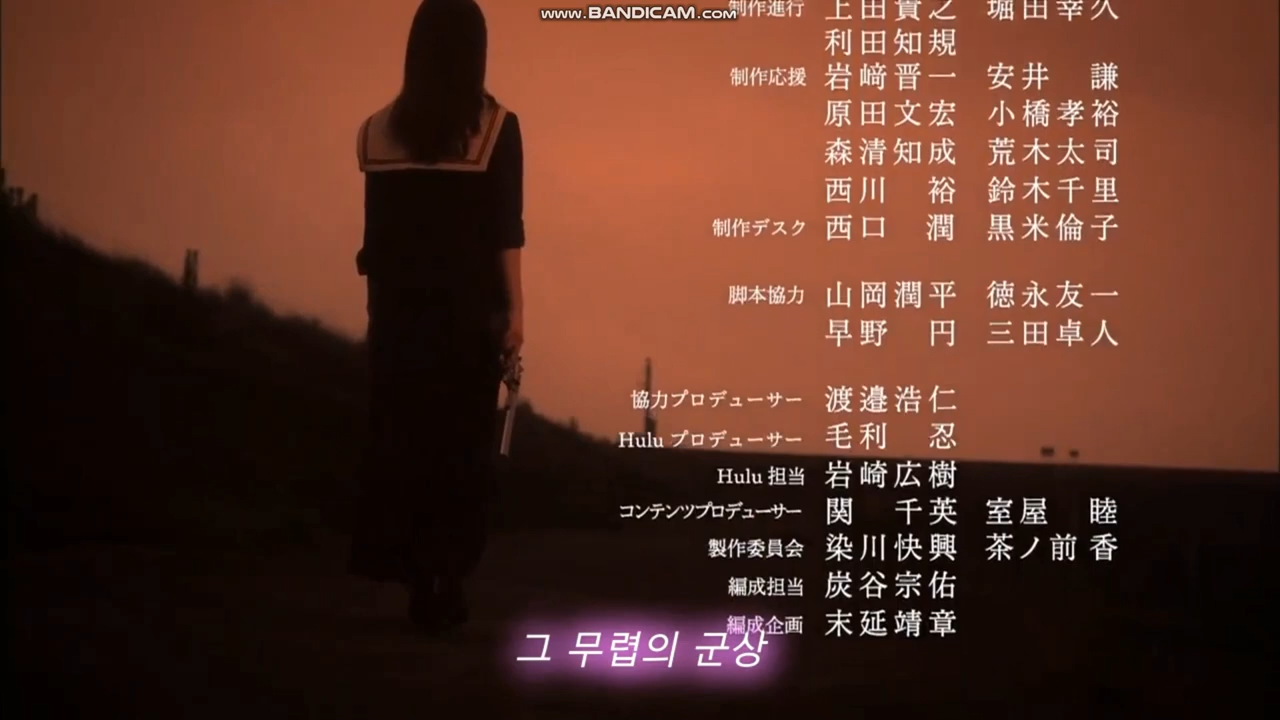 www.BANDICAM.com
制作進行 上田貴之 堀田幸久
利田知規
制作応援 岩﨑晋一 安井 謙
原田文宏 小橋孝裕
森清知成 荒木太司
西川 裕 鈴木千里
制作デスク 西口 潤 黒米倫子
脚本協力 山岡潤平 徳永友一
早野 円 三田卓人
協力プロデューサー 渡邉浩仁
Hulu プロデューサー 毛利 忍
Hulu 担当 岩崎広樹
コンテンツプロデューサー 関 千英 室屋 睦
製作委員会 染川快興 茶ノ前 香
編成担当 炭谷宗佑
編成企画 末延靖章
그 무렵의 군상